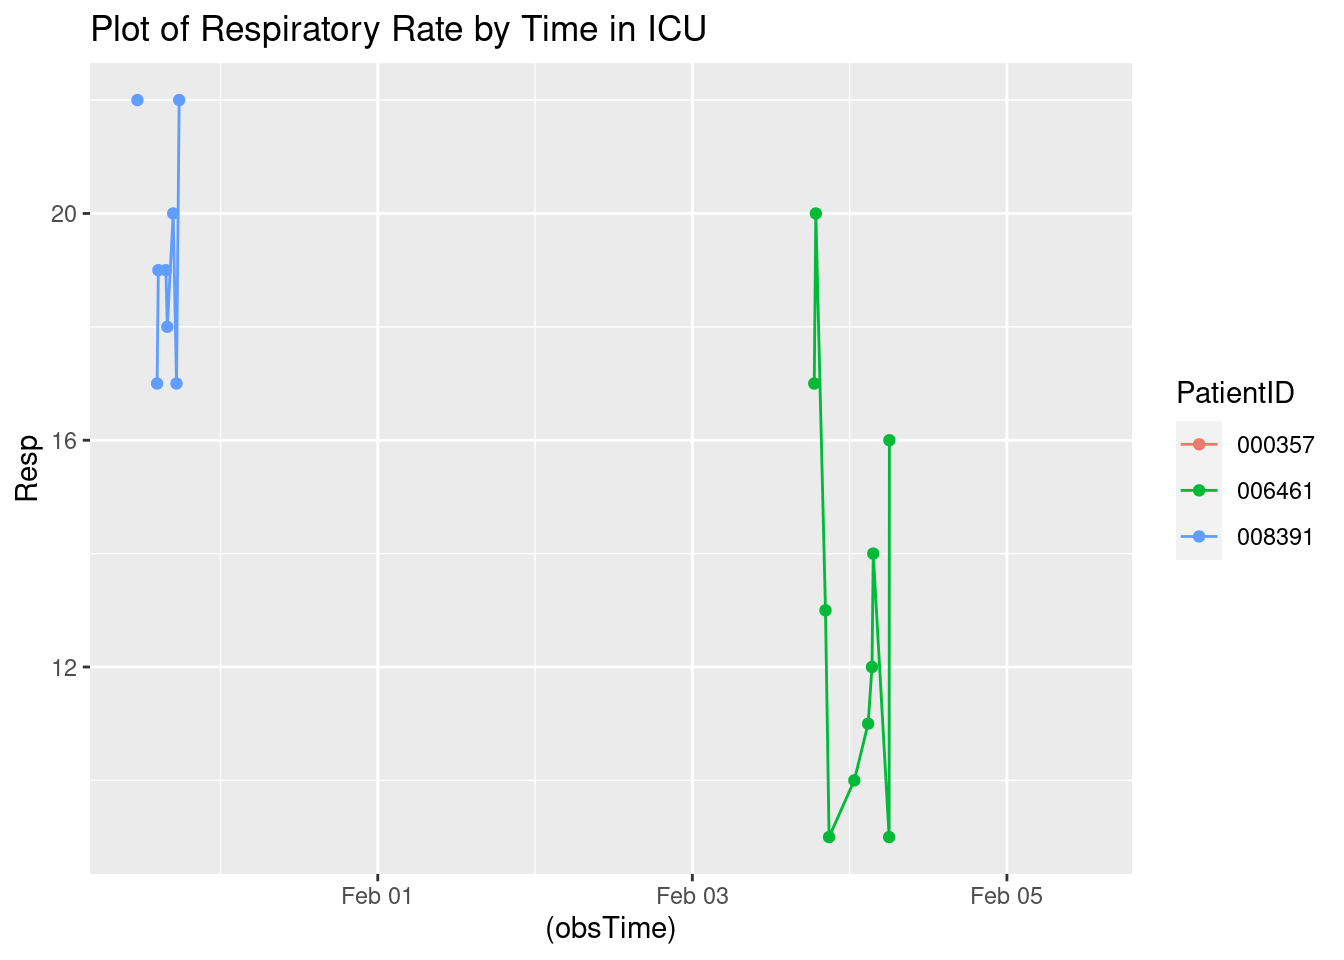 Plot of Respiratory Rate by Time in ICU
20
16
12
Resp
Feb 01
Feb 03
Feb 05
(obsTime)
PatientID
000357
006461
008391